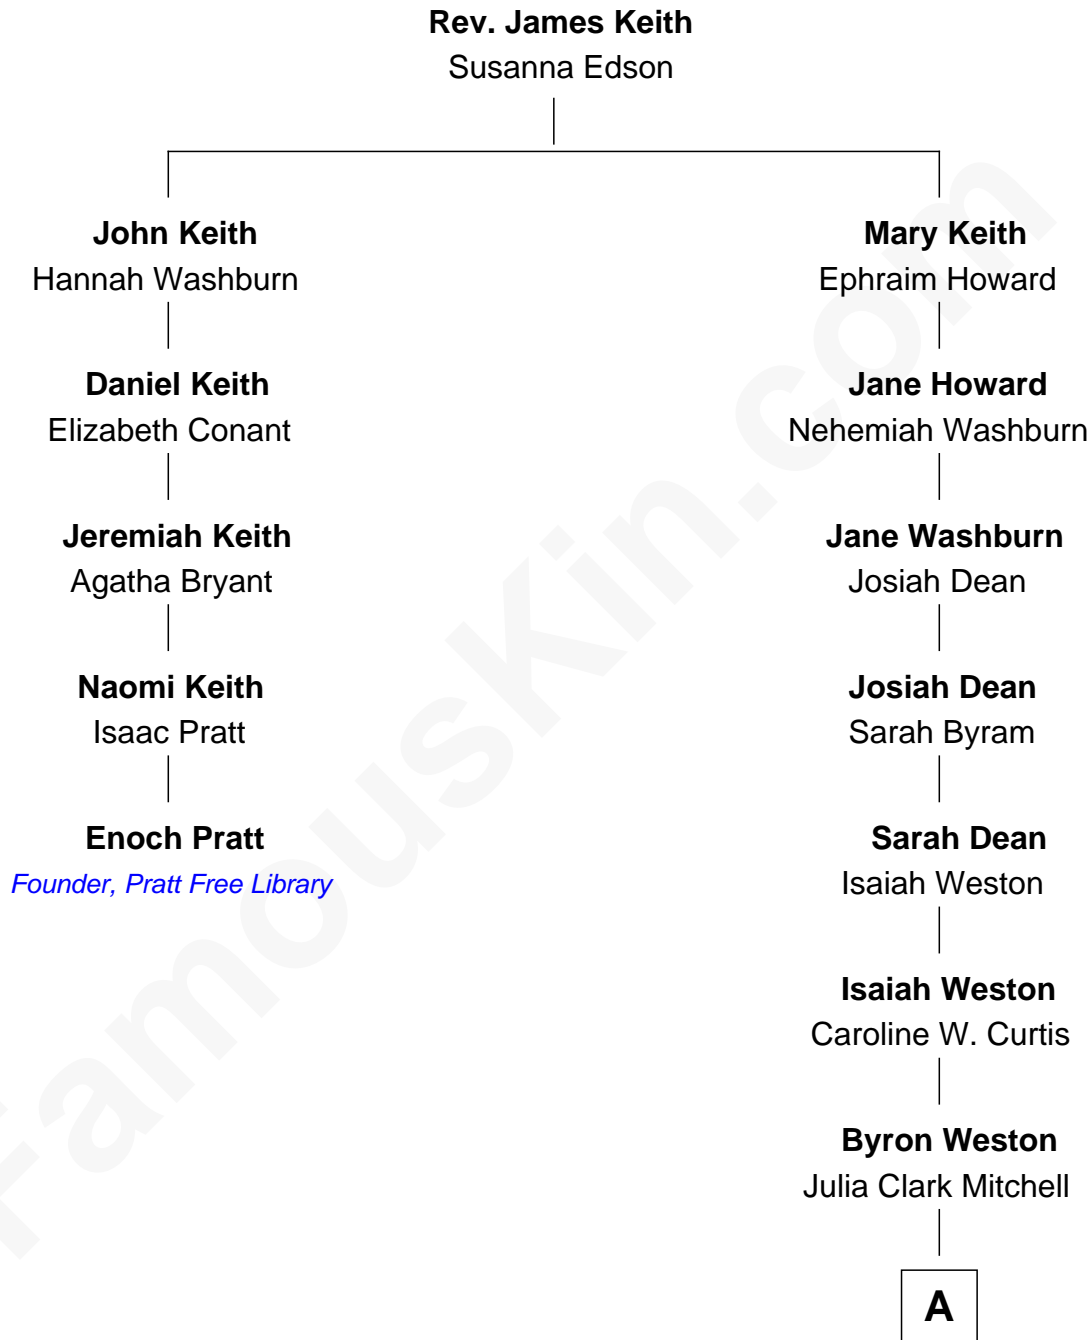 Rev. James Keith
Susanna Edson
John Keith
Hannah Washburn
Daniel Keith
Elizabeth Conant
Jeremiah Keith
Agatha Bryant
Naomi Keith
Isaac Pratt
Enoch Pratt
Founder, Pratt Free Library
Mary Keith
Ephraim Howard
Jane Howard
Nehemiah Washburn
Jane Washburn
Josiah Dean
Josiah Dean
Sarah Byram
Sarah Dean
Isaiah Weston
Isaiah Weston
Caroline W. Curtis
Byron Weston
Julia Clark Mitchell
A
FamousKin.com